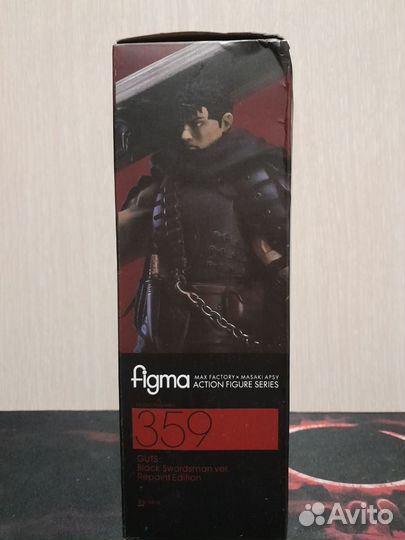 figma
MAX FACTORY × MASAKI APSY
ACTION FIGURE SERIES
359
GUTS:
Black Swordsman ver.
Repaint Edition
Avito